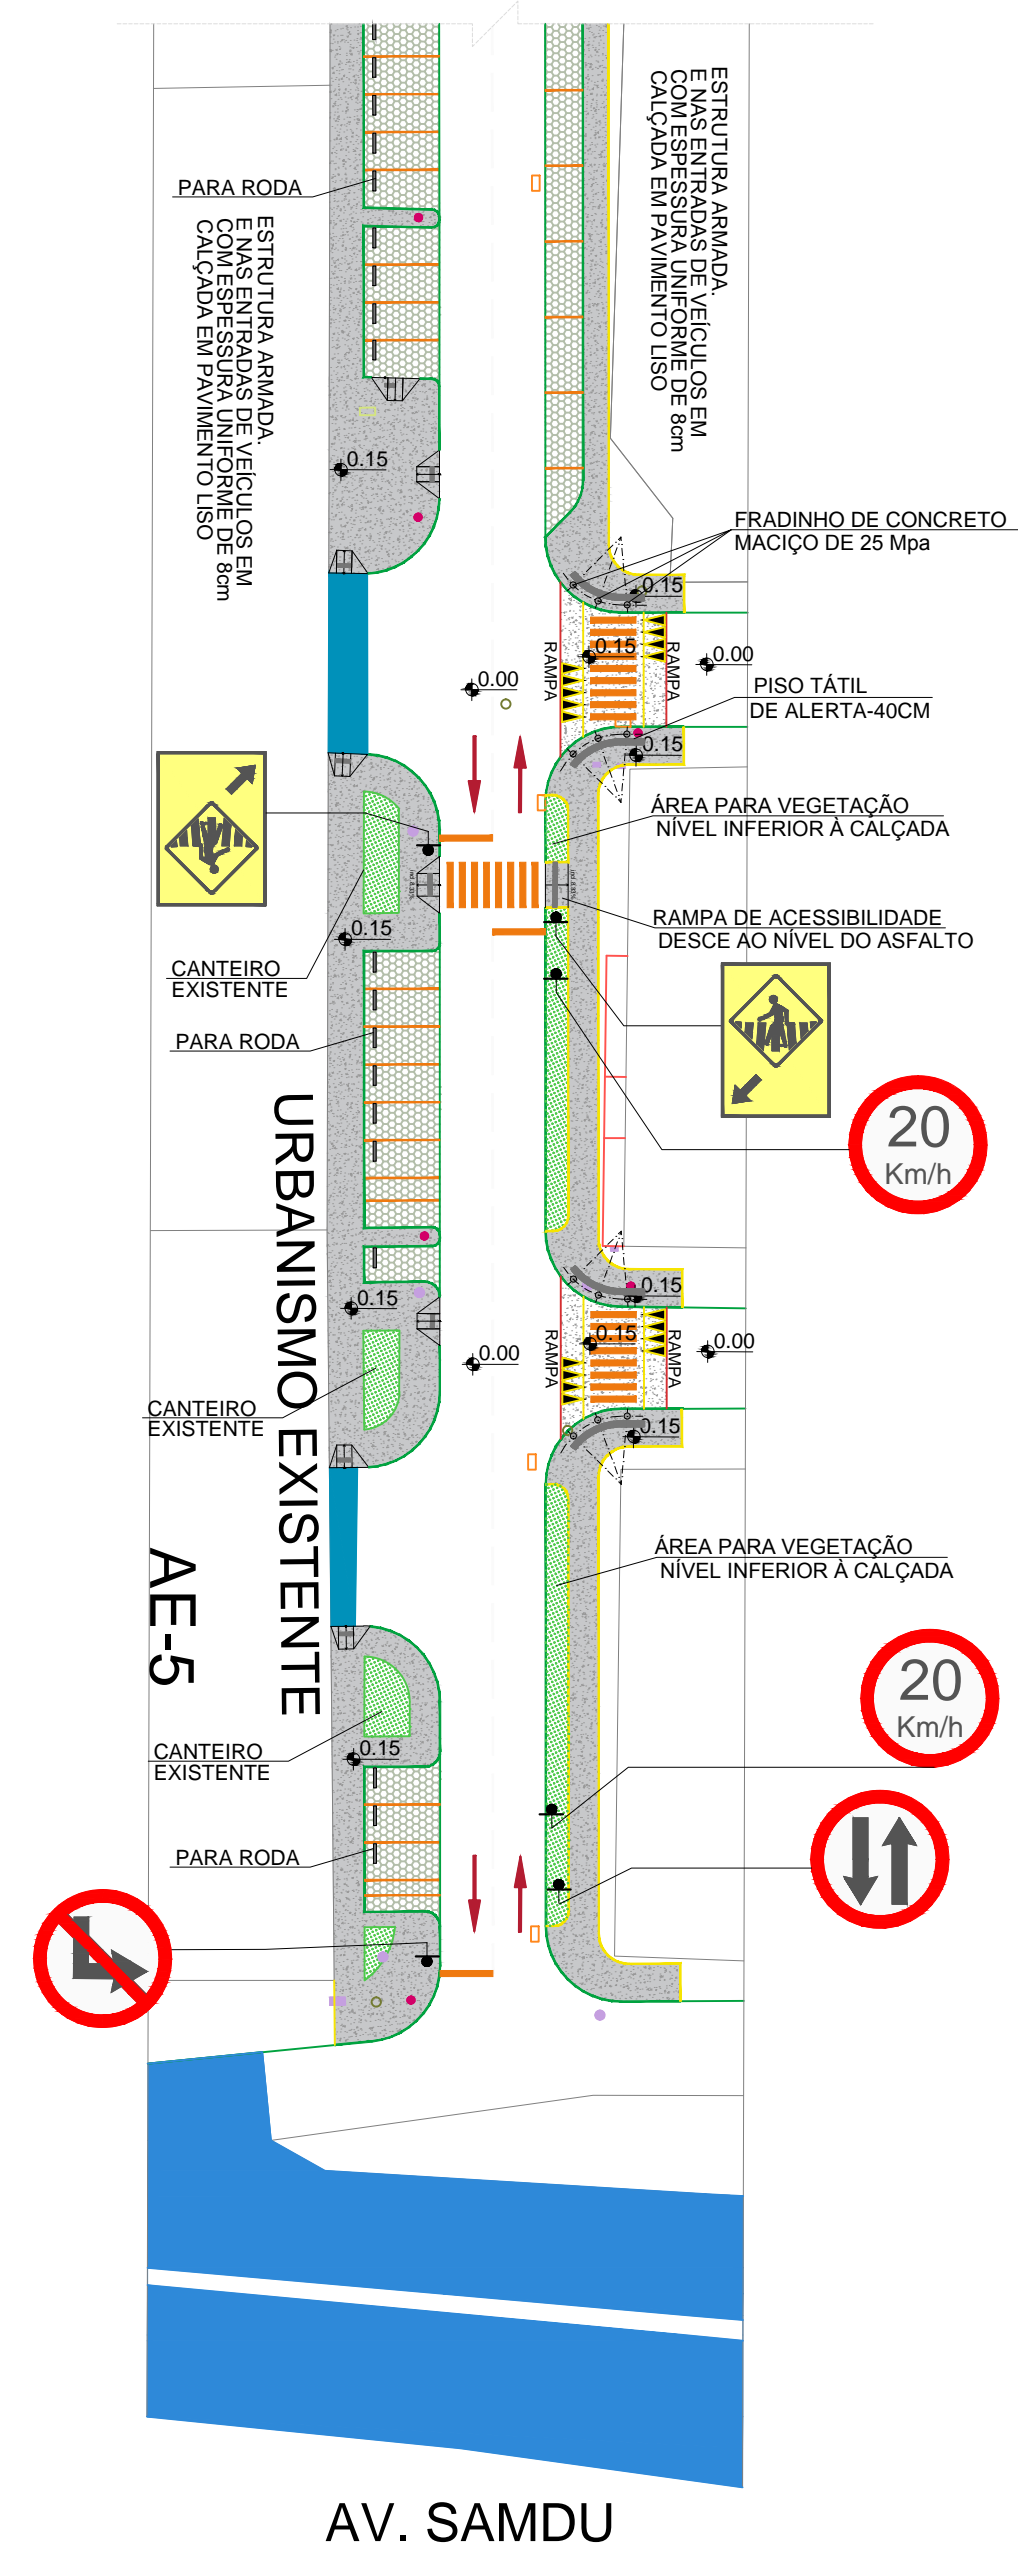 ESTRUTURA ARMADA.
E NAS ENTRADAS DE VEÍCULOS EM
COM ESPESSURA UNIFORME DE 8cm
CALÇADA EM PAVIMENTO LISO
PARA RODA
ESTRUTURA ARMADA.
E NAS ENTRADAS DE VEÍCULOS EM
COM ESPESSURA UNIFORME DE 8cm
CALÇADA EM PAVIMENTO LISO
0.15
FRADINHO DE CONCRETO
MACIÇO DE 25 Mpa
0.15
0.15
RAMPA
RAMPA
0.00
0.00
PISO TÁTIL
DE ALERTA-40CM
0.15
ÁREA PARA VEGETAÇÃO
NÍVEL INFERIOR À CALÇADA
RAMPA DE ACESSIBILIDADE
DESCE AO NÍVEL DO ASFALTO
0.15
CANTEIRO
EXISTENTE
PARA RODA
20
Km/h
URBANISMO EXISTENTE
0.15
0.15
0.15
RAMPA
RAMPA
0.00
0.00
CANTEIRO
EXISTENTE
0.15
ÁREA PARA VEGETAÇÃO
NÍVEL INFERIOR À CALÇADA
AE-5
20
Km/h
CANTEIRO
EXISTENTE
0.15
PARA RODA
AV. SAMDU